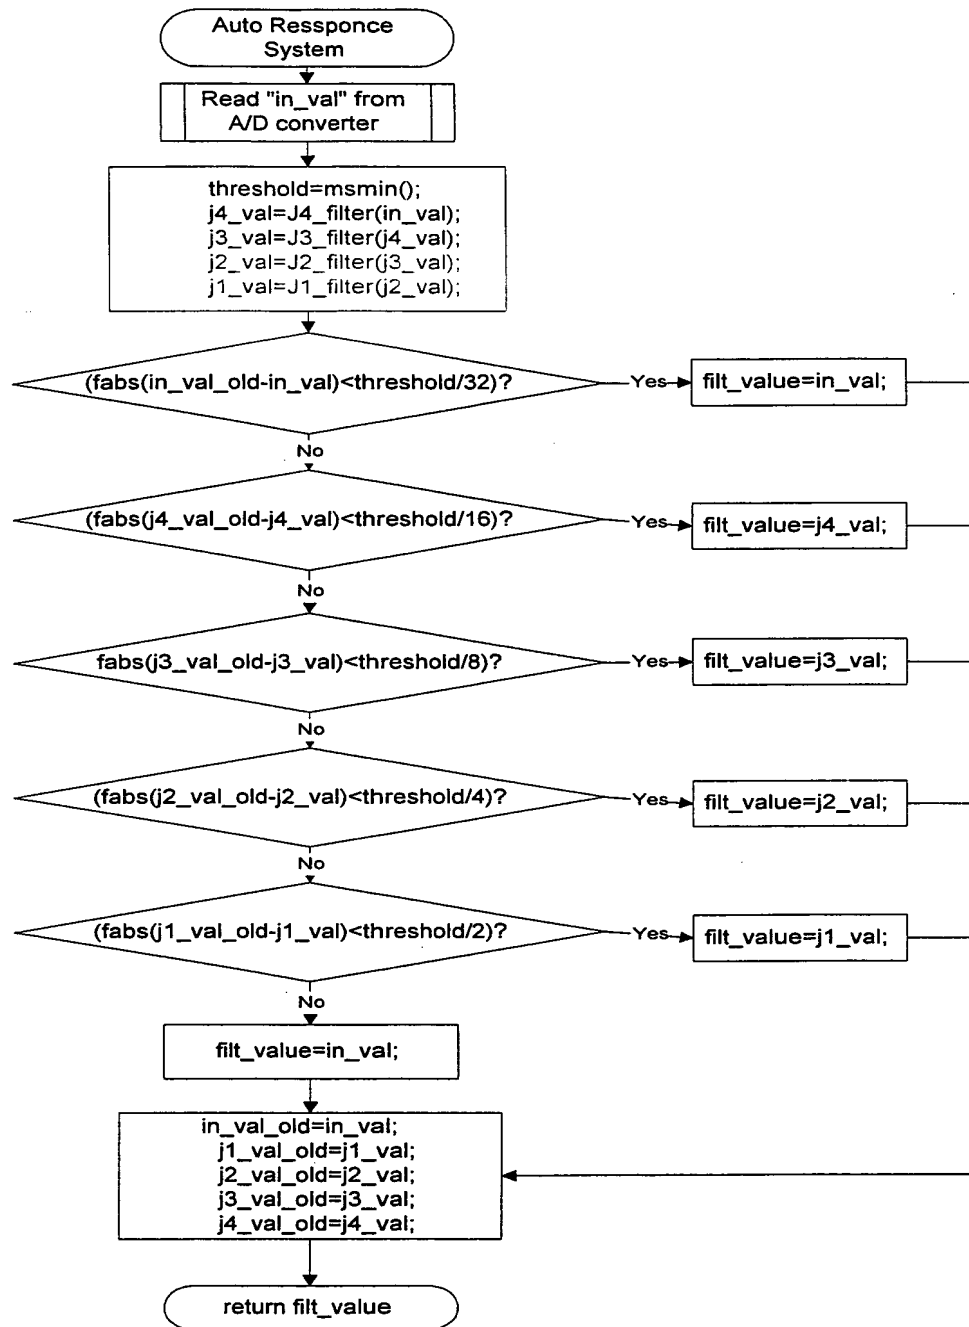 Auto Ressponce
System
Read "in_val" from
A/D converter
threshold=msmin();
j4_val=J4_filter(in_val);
j3_val=J3_filter(j4_val);
j2_val=J2_filter(j3_val);
j1_val=J1_filter(j2_val);
(fabs(in_val_old-in_val)<threshold/32)?
Yes
filt_value=in_val;
No
(fabs(j4_val_old-j4_val)<threshold/16)?
Yes
filt_value=j4_val;
No
fabs(j3_val_old-j3_val)<threshold/8)?
Yes
filt_value=j3_val;
No
(fabs(j2_val_old-j2_val)<threshold/4)?
Yes
filt_value=j2_val;
No
(fabs(j1_val_old-j1_val)<threshold/2)?
Yes
filt_value=j1_val;
No
filt_value=in_val;
in_val_old=in_val;
j1_val_old=j1_val;
j2_val_old=j2_val;
j3_val_old=j3_val;
j4_val_old=j4_val;
return filt_value